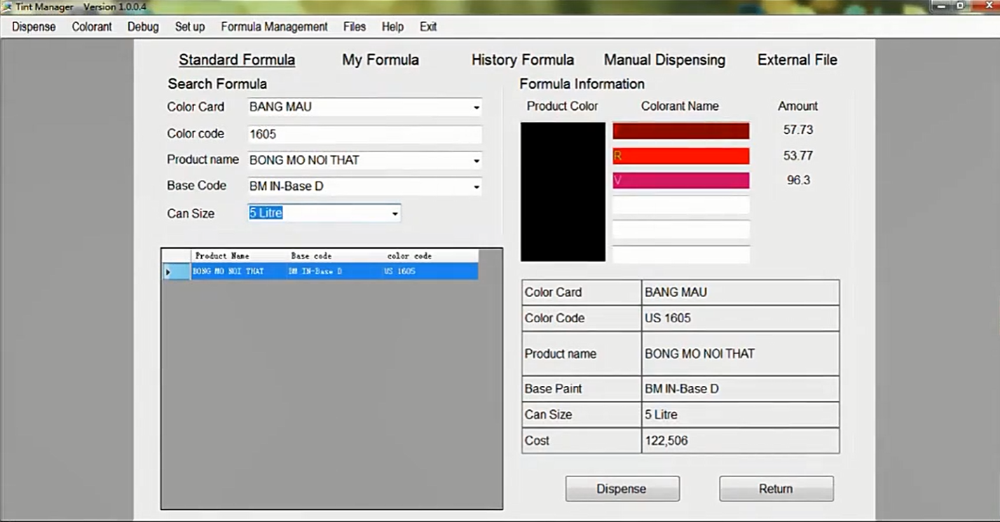 Tint Manager Version 1.0.0.4
Dispense Colorant Debug Set up Formula Management Files Help Exit
Standard Formula My Formula History Formula Manual Dispensing External File
Search Formula
Color Card BANG MAU
Color code 1605
Product name BONG MO NOI THAT
Base Code BM IN-Base D
Can Size 5 Litre
Product Name Base code color code
BONG MO NOI THAT BM IN-Base D US 1605
Formula Information
Product Color Colorant Name Amount
57.73
R 53.77
V 96.3
Color Card BANG MAU
Color Code US 1605
Product name BONG MO NOI THAT
Base Paint BM IN-Base D
Can Size 5 Litre
Cost 122,506
Dispense Return